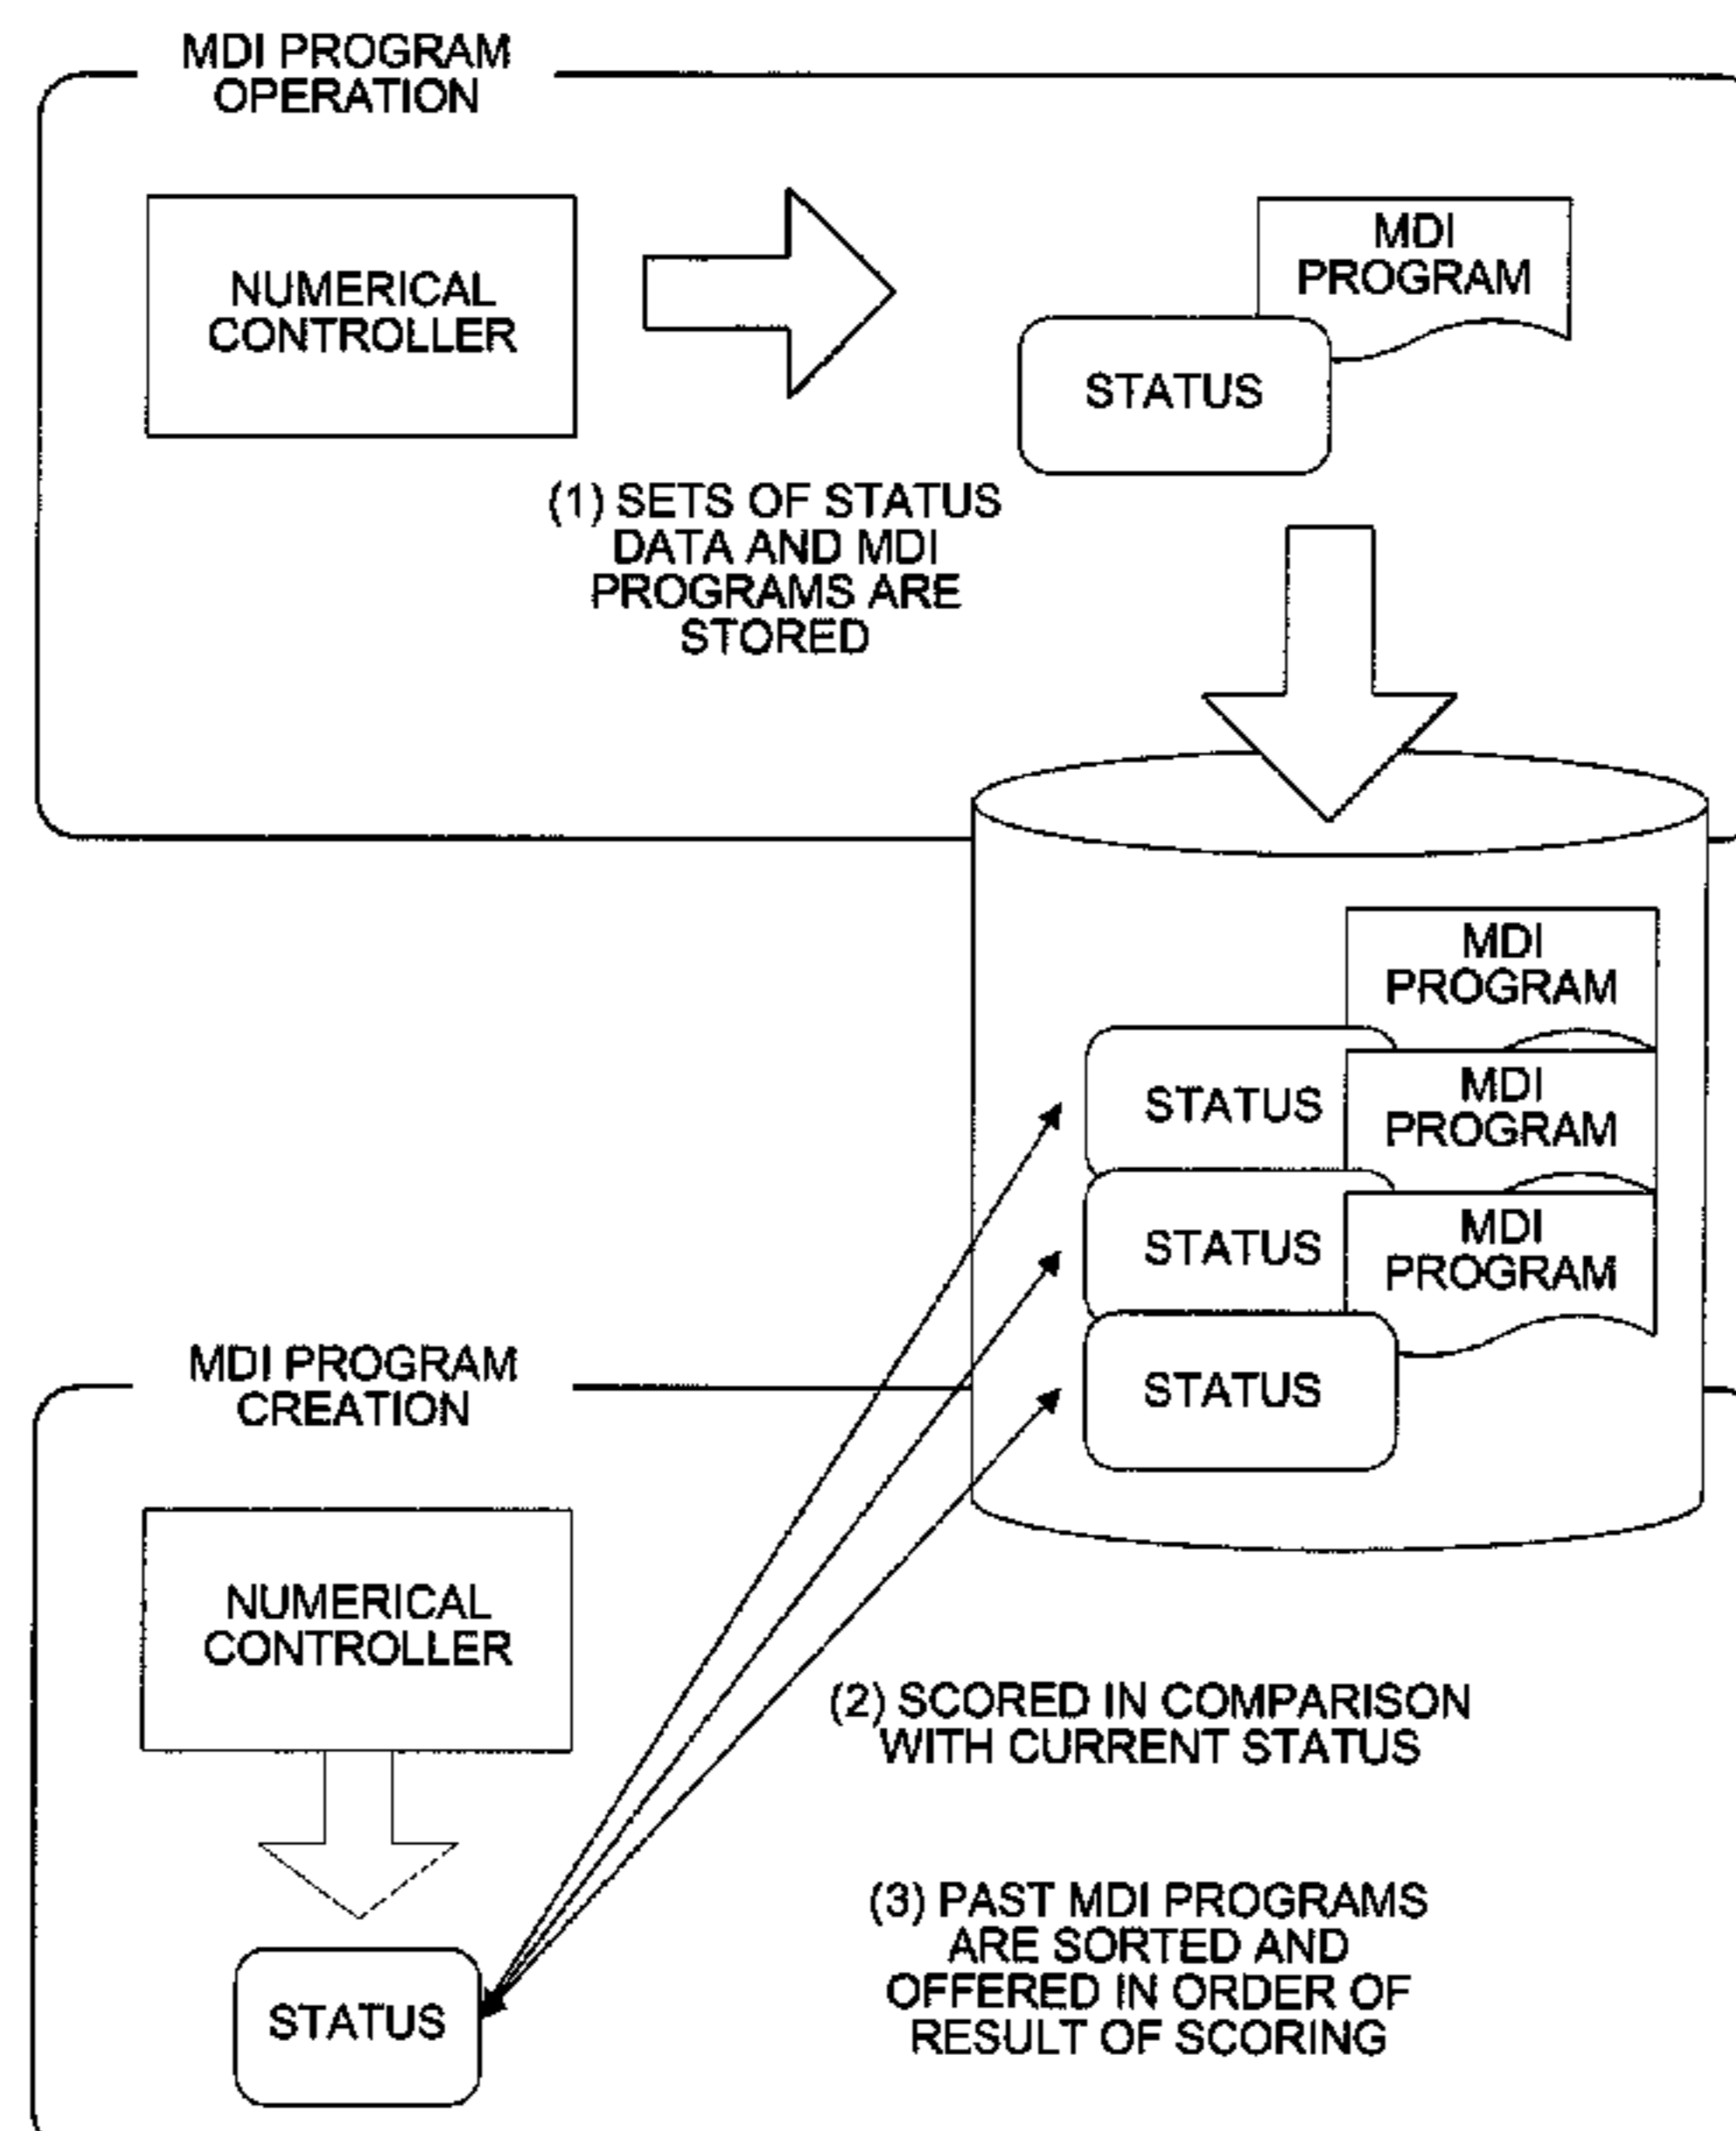 MDI PROGRAM
OPERATION
NUMERICAL
CONTROLLER
MDI
PROGRAM
STATUS
(1) SETS OF STATUS
DATA AND MDI
PROGRAMS ARE
STORED
MDI
PROGRAM
STATUS
MDI
PROGRAM
STATUS
MDI
PROGRAM
STATUS
MDI PROGRAM
CREATION
NUMERICAL
CONTROLLER
STATUS
(2) SCORED IN COMPARISON
WITH CURRENT STATUS
(3) PAST MDI PROGRAMS
ARE SORTED AND
OFFERED IN ORDER OF
RESULT OF SCORING